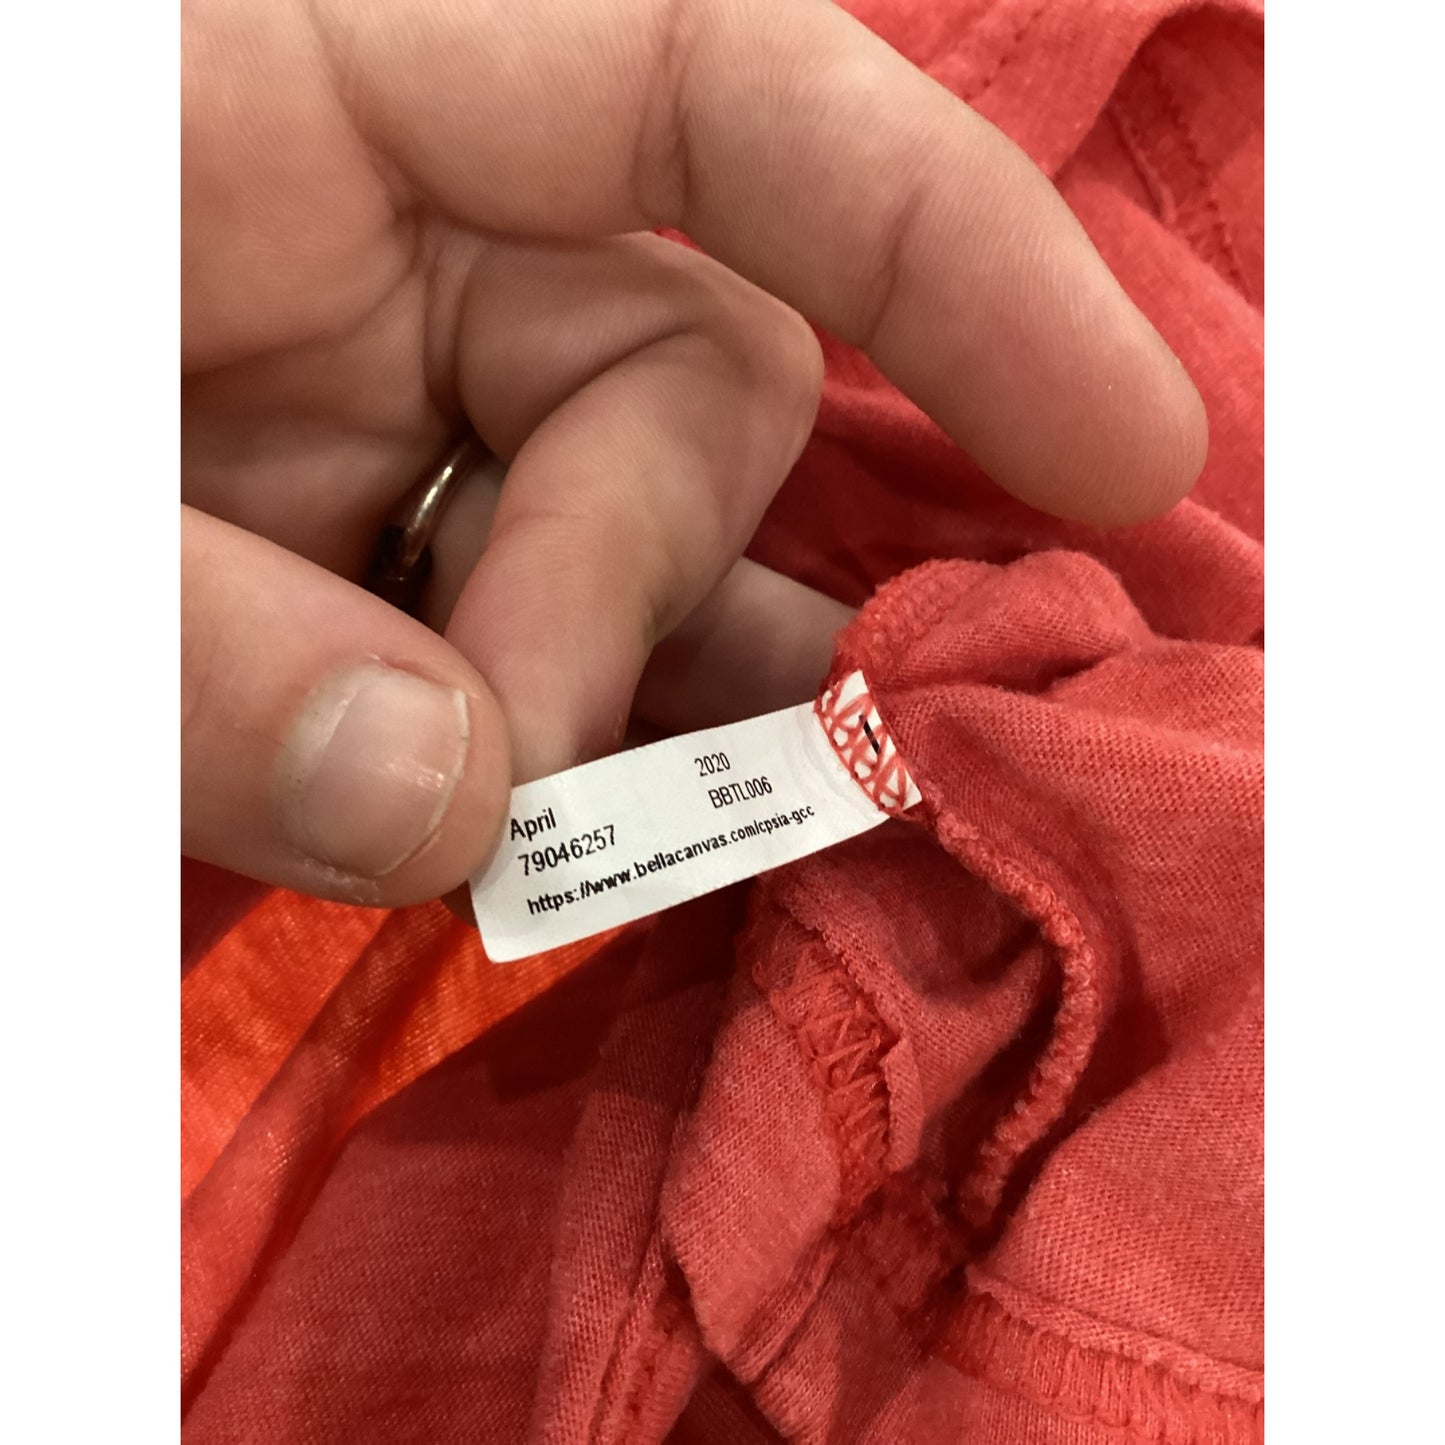 April 2020
79046257 BBTL006
https://www.bellacanvas.com/cpsia-gcc